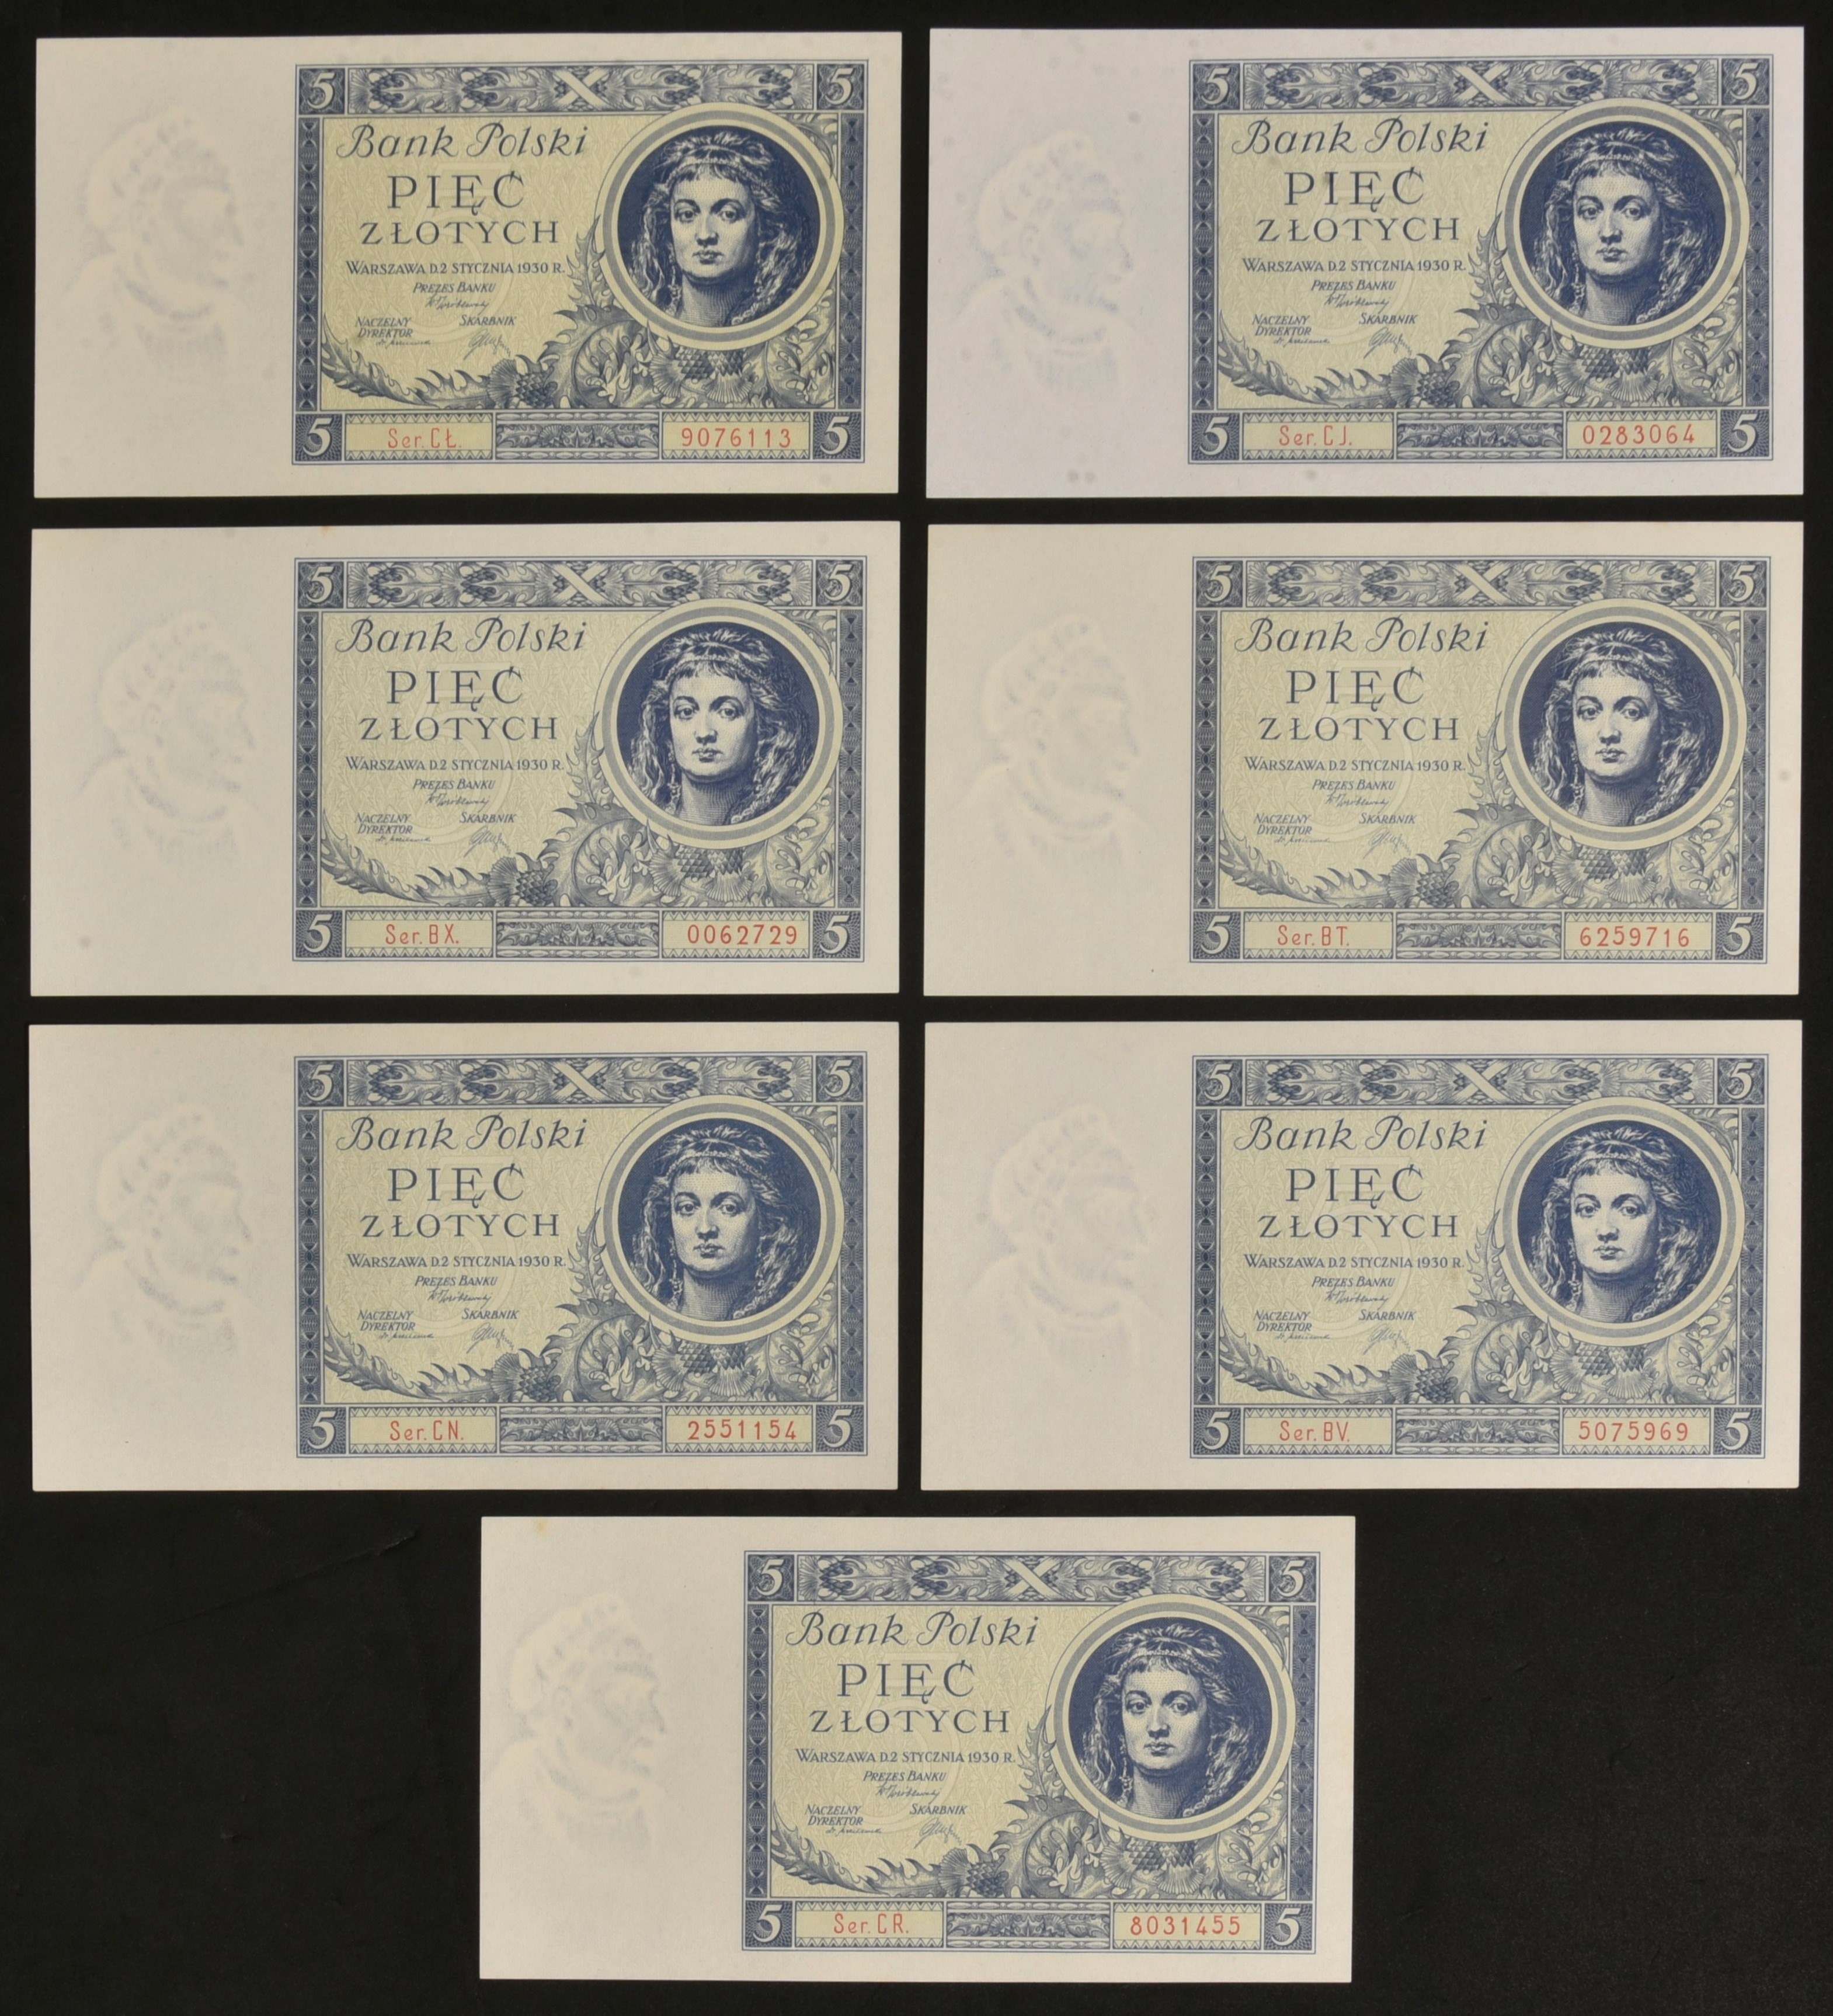 5 X 5
Bank Polski
PIĘĆ
ZŁOTYCH
WARSZAWA D.2 STYCZNIA 1930 R.
PREZES BANKU
NACZELNY SKARBNIK
DYREKTOR
5 Ser. CŁ. 9076113 5
5 X 5
Bank Polski
PIĘĆ
ZŁOTYCH
WARSZAWA D.2 STYCZNIA 1930 R.
PREZES BANKU
NACZELNY SKARBNIK
DYREKTOR
5 Ser. CJ. 0283064 5
5 X 5
Bank Polski
PIĘĆ
ZŁOTYCH
WARSZAWA D.2 STYCZNIA 1930 R.
PREZES BANKU
NACZELNY SKARBNIK
DYREKTOR
5 Ser. BX. 0062729 5
5 X 5
Bank Polski
PIĘĆ
ZŁOTYCH
WARSZAWA D.2 STYCZNIA 1930 R.
PREZES BANKU
NACZELNY SKARBNIK
DYREKTOR
5 Ser. BT. 6259716 5
5 X 5
Bank Polski
PIĘĆ
ZŁOTYCH
WARSZAWA D.2 STYCZNIA 1930 R.
PREZES BANKU
NACZELNY SKARBNIK
DYREKTOR
5 Ser. CN. 2551154 5
5 X 5
Bank Polski
PIĘĆ
ZŁOTYCH
WARSZAWA D.2 STYCZNIA 1930 R.
PREZES BANKU
NACZELNY SKARBNIK
DYREKTOR
5 Ser. BV. 5075969 5
5 X 5
Bank Polski
PIĘĆ
ZŁOTYCH
WARSZAWA D.2 STYCZNIA 1930 R.
PREZES BANKU
NACZELNY SKARBNIK
DYREKTOR
5 Ser. CR. 8031455 5